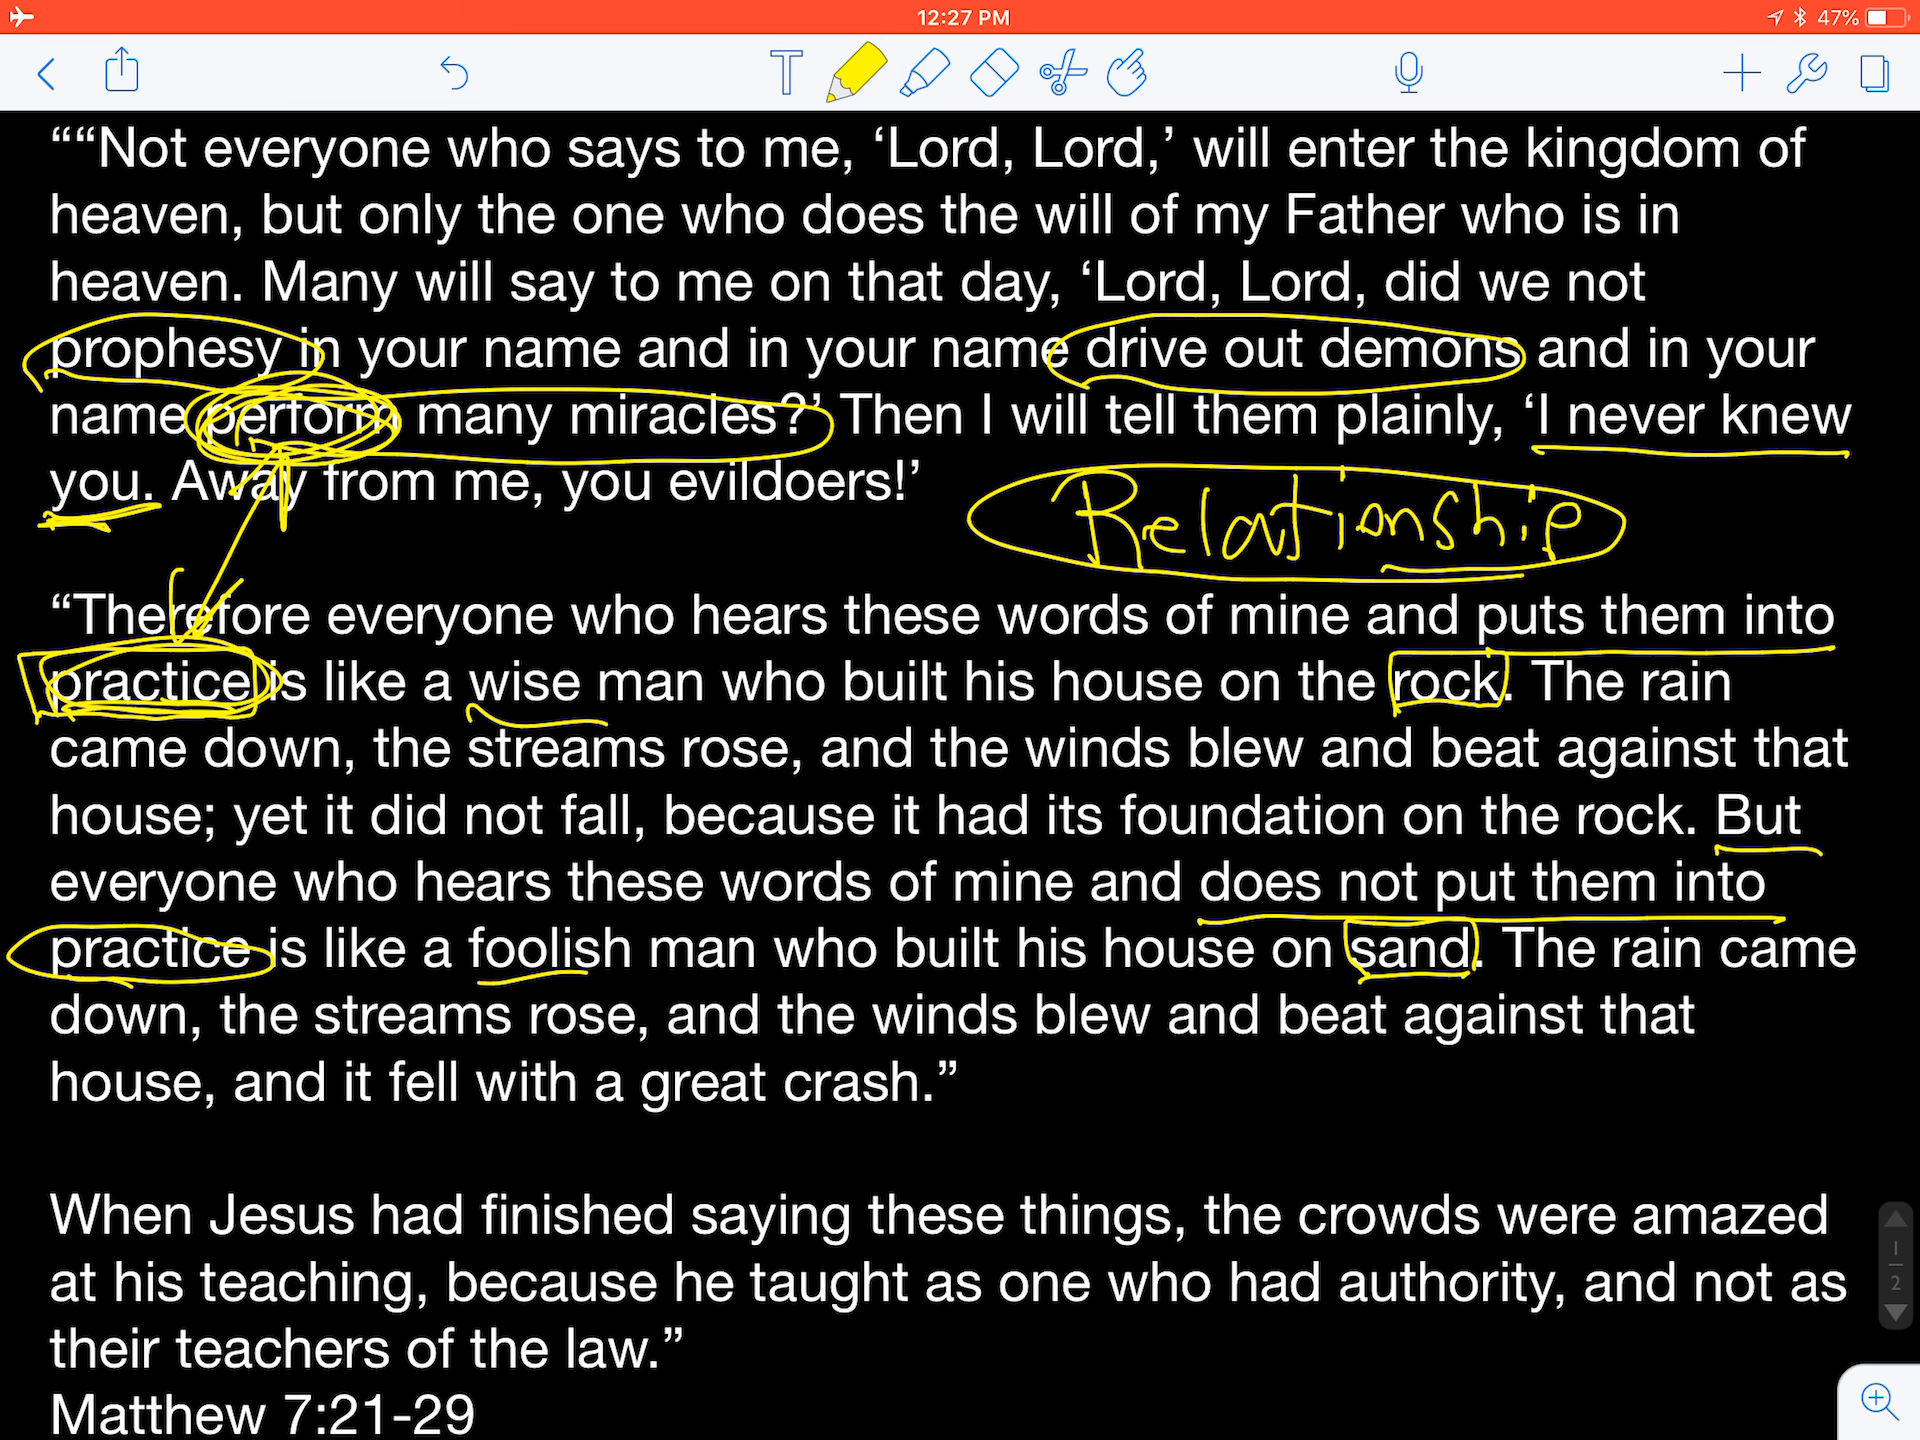 12:27 PM
47%
T
““Not everyone who says to me, ‘Lord, Lord,’ will enter the kingdom of
heaven, but only the one who does the will of my Father who is in
heaven. Many will say to me on that day, ‘Lord, Lord, did we not
prophesy in your name and in your name drive out demons and in your
name perform many miracles?’ Then I will tell them plainly, ‘I never knew
you. Away from me, you evildoers!’
Relationship
“Therefore everyone who hears these words of mine and puts them into
practice is like a wise man who built his house on the rock. The rain
came down, the streams rose, and the winds blew and beat against that
house; yet it did not fall, because it had its foundation on the rock. But
everyone who hears these words of mine and does not put them into
practice is like a foolish man who built his house on sand. The rain came
down, the streams rose, and the winds blew and beat against that
house, and it fell with a great crash.”
When Jesus had finished saying these things, the crowds were amazed
at his teaching, because he taught as one who had authority, and not as
their teachers of the law.”
Matthew 7:21-29
1
2